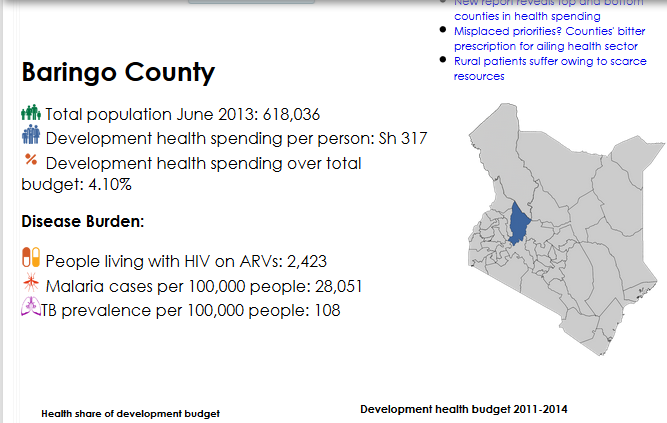 New report reveals top and bottom
counties in health spending
Misplaced priorities? Counties' bitter
prescription for ailing health sector
Rural patients suffer owing to scarce
resources
Baringo County
Total population June 2013: 618,036
Development health spending per person: Sh 317
Development health spending over total
budget: 4.10%
Disease Burden:
People living with HIV on ARVs: 2,423
Malaria cases per 100,000 people: 28,051
TB prevalence per 100,000 people: 108
Health share of development budget
Development health budget 2011-2014